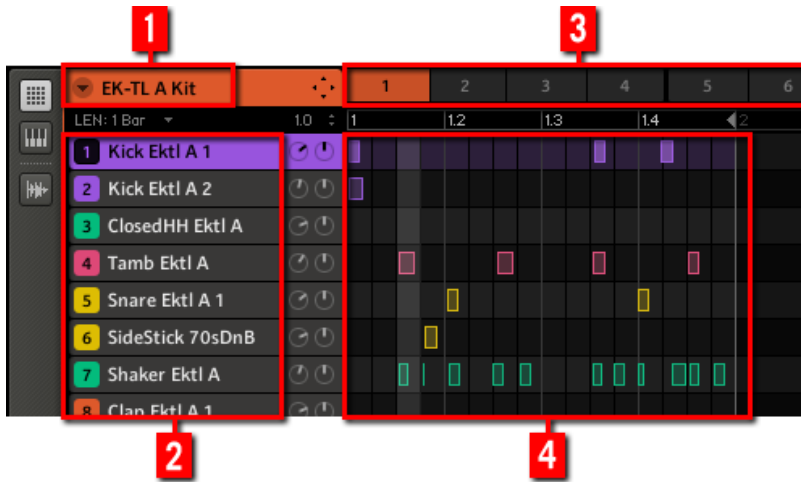 1
3
EK-TL A Kit
1 2 3 4 5 6
LEN: 1 Bar 1.0 1 1.2 1.3 1.4 2
1 Kick Ektl A 1
2 Kick Ektl A 2
3 ClosedHH Ektl A
4 Tamb Ektl A
5 Snare Ektl A 1
6 SideStick 70sDnB
7 Shaker Ektl A
8 Clap Ektl A 1
2
4